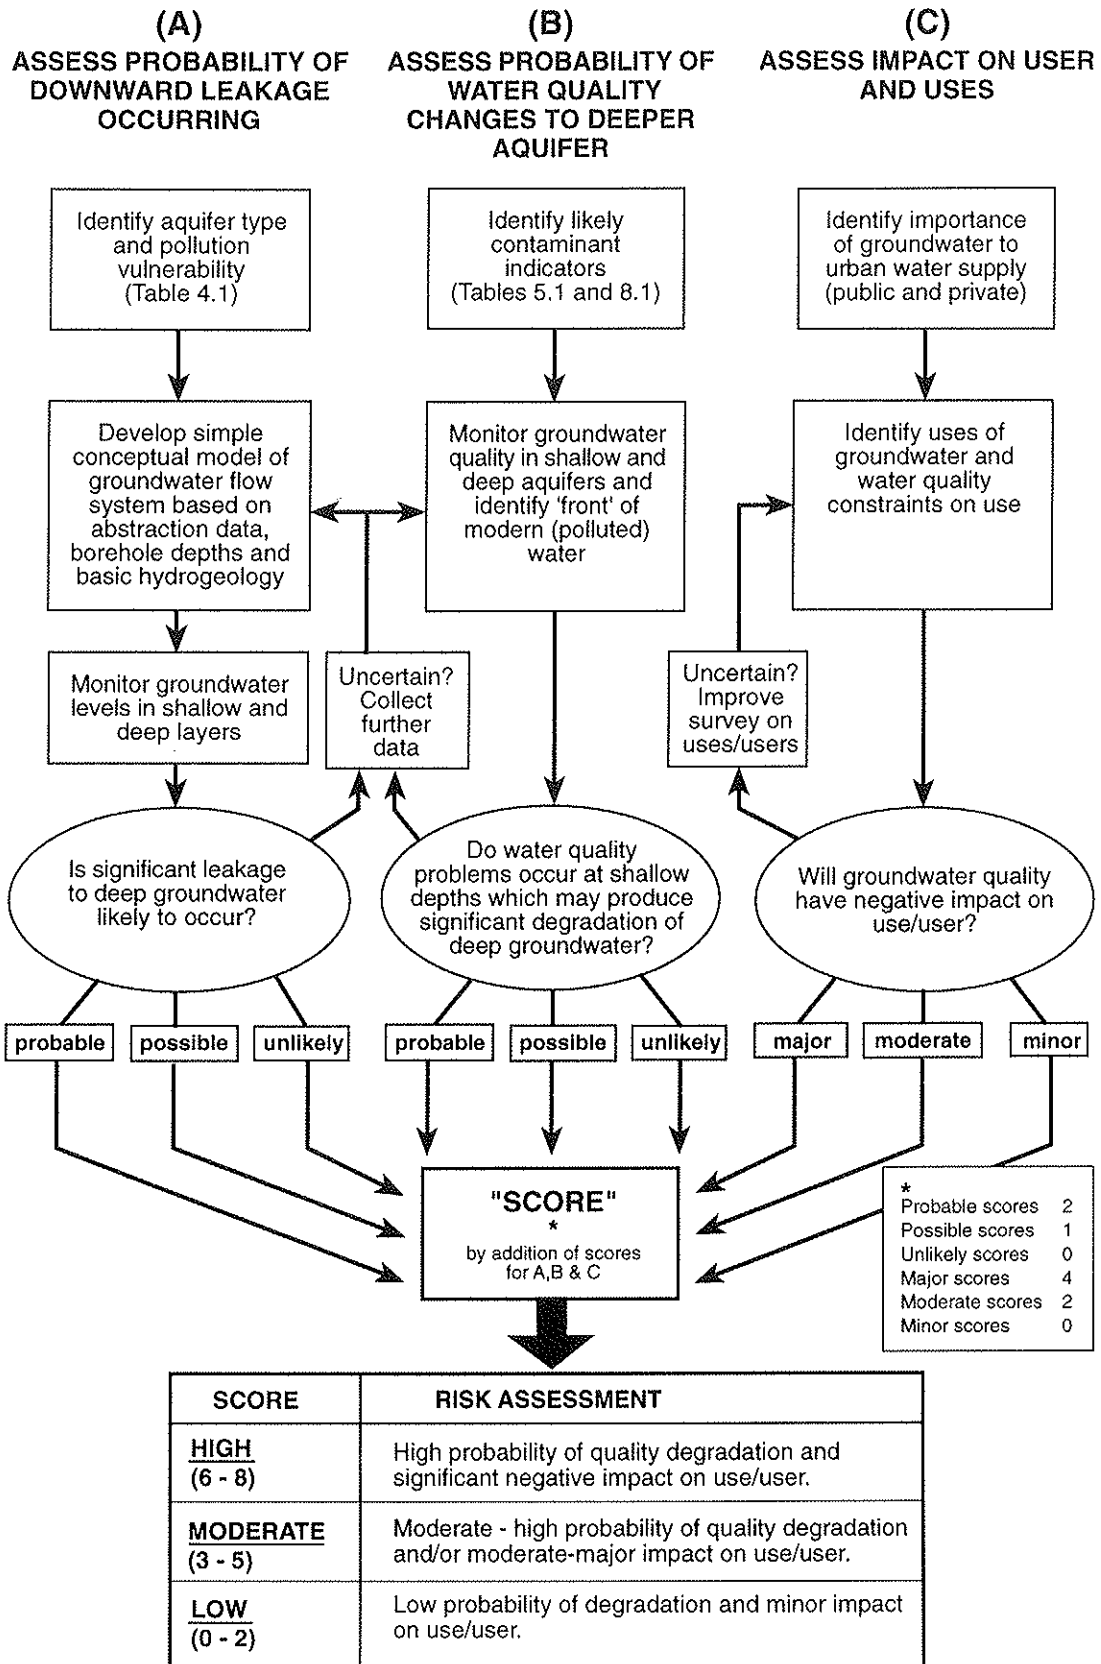 (A)
ASSESS PROBABILITY OF
DOWNWARD LEAKAGE
OCCURRING
(B)
ASSESS PROBABILITY OF
WATER QUALITY
CHANGES TO DEEPER
AQUIFER
(C)
ASSESS IMPACT ON USER
AND USES
Identify aquifer type
and pollution
vulnerability
(Table 4.1)
Identify likely
contaminant
indicators
(Tables 5.1 and 8.1)
Identify importance
of groundwater to
urban water supply
(public and private)
Develop simple
conceptual model of
groundwater flow
system based on
abstraction data,
borehole depths and
basic hydrogeology
Monitor groundwater
quality in shallow and
deep aquifers and
identify 'front' of
modern (polluted)
water
Identify uses of
groundwater and
water quality
constraints on use
Monitor groundwater
levels in shallow and
deep layers
Uncertain?
Collect
further
data
Uncertain?
Improve
survey on
uses/users
Is significant leakage
to deep groundwater
likely to occur?
Do water quality
problems occur at shallow
depths which may produce
significant degradation of
deep groundwater?
Will groundwater quality
have negative impact on
use/user?
probable
possible
unlikely
probable
possible
unlikely
major
moderate
minor
"SCORE"
*
by addition of scores
for A,B & C
*
Probable scores 2
Possible scores 1
Unlikely scores 0
Major scores 4
Moderate scores 2
Minor scores 0
SCORE
RISK ASSESSMENT
HIGH
(6 - 8)
High probability of quality degradation and
significant negative impact on use/user.
MODERATE
(3 - 5)
Moderate - high probability of quality degradation
and/or moderate-major impact on use/user.
LOW
(0 - 2)
Low probability of degradation and minor impact
on use/user.